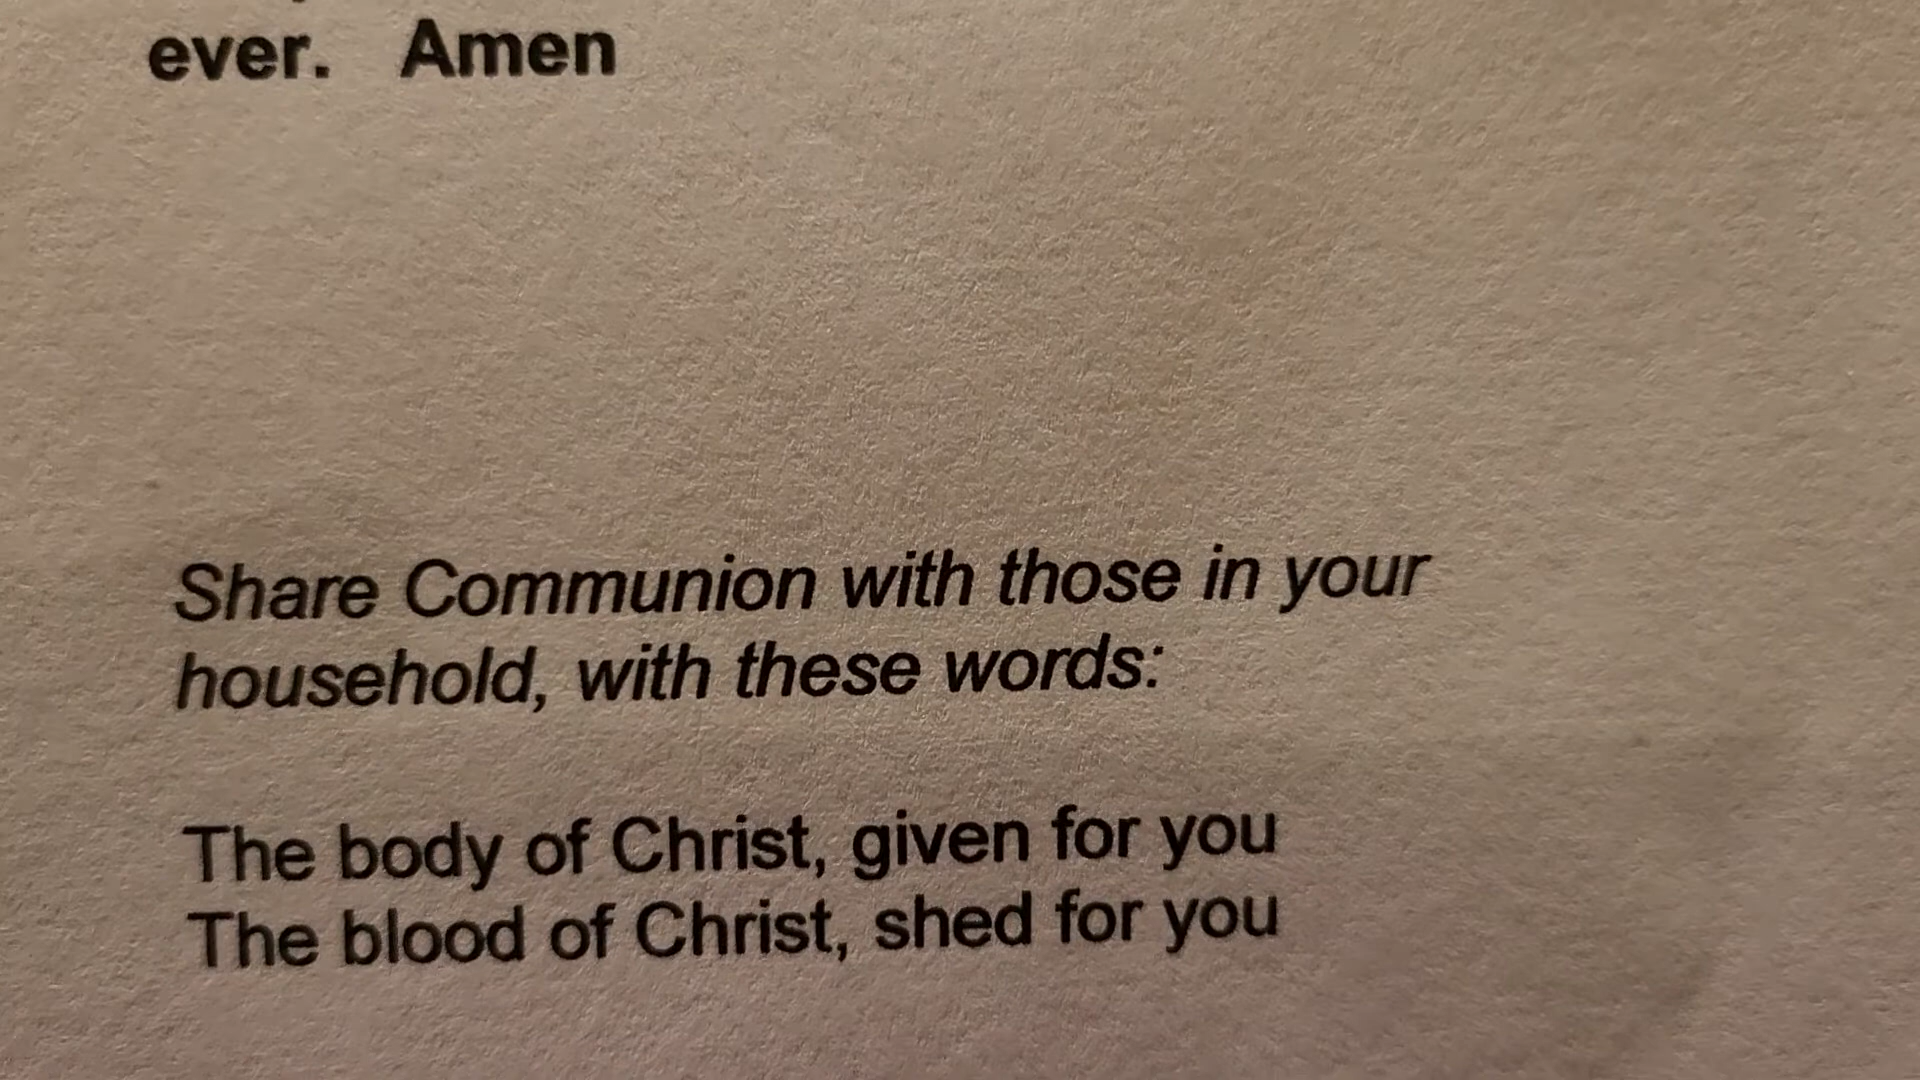 ever. Amen
Share Communion with those in your
household, with these words:
The body of Christ, given for you
The blood of Christ, shed for you